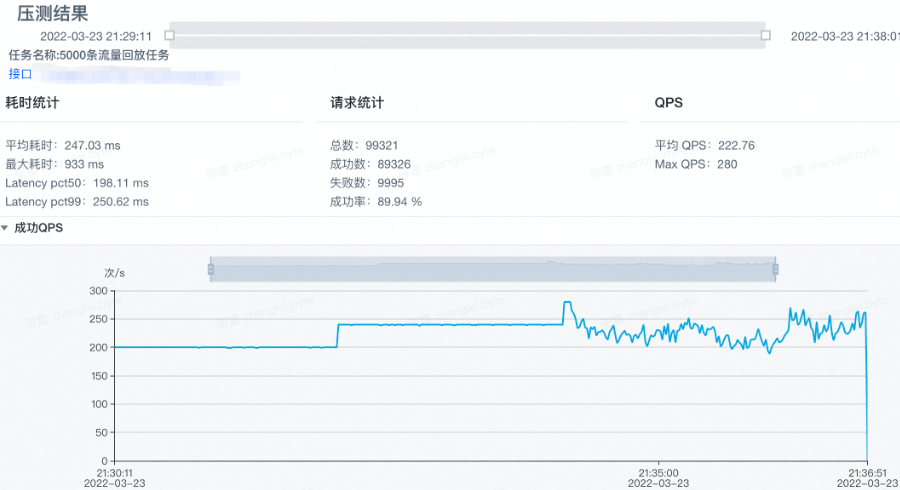 压测结果
2022-03-23 21:29:11 2022-03-23 21:38:01
任务名称:5000条流量回放任务
接口
耗时统计 请求统计 QPS
平均耗时：247.03 ms 总数：99321 平均 QPS：222.76
最大耗时：933 ms 成功数：89326 Max QPS：280
Latency pct50：198.11 ms 失败数：9995
Latency pct99：250.62 ms 成功率：89.94 %
成功QPS
次/s
300
250
200
150
100
50
0
21:30:11 21:35:00 21:36:51
2022-03-23 2022-03-23 2022-03-23